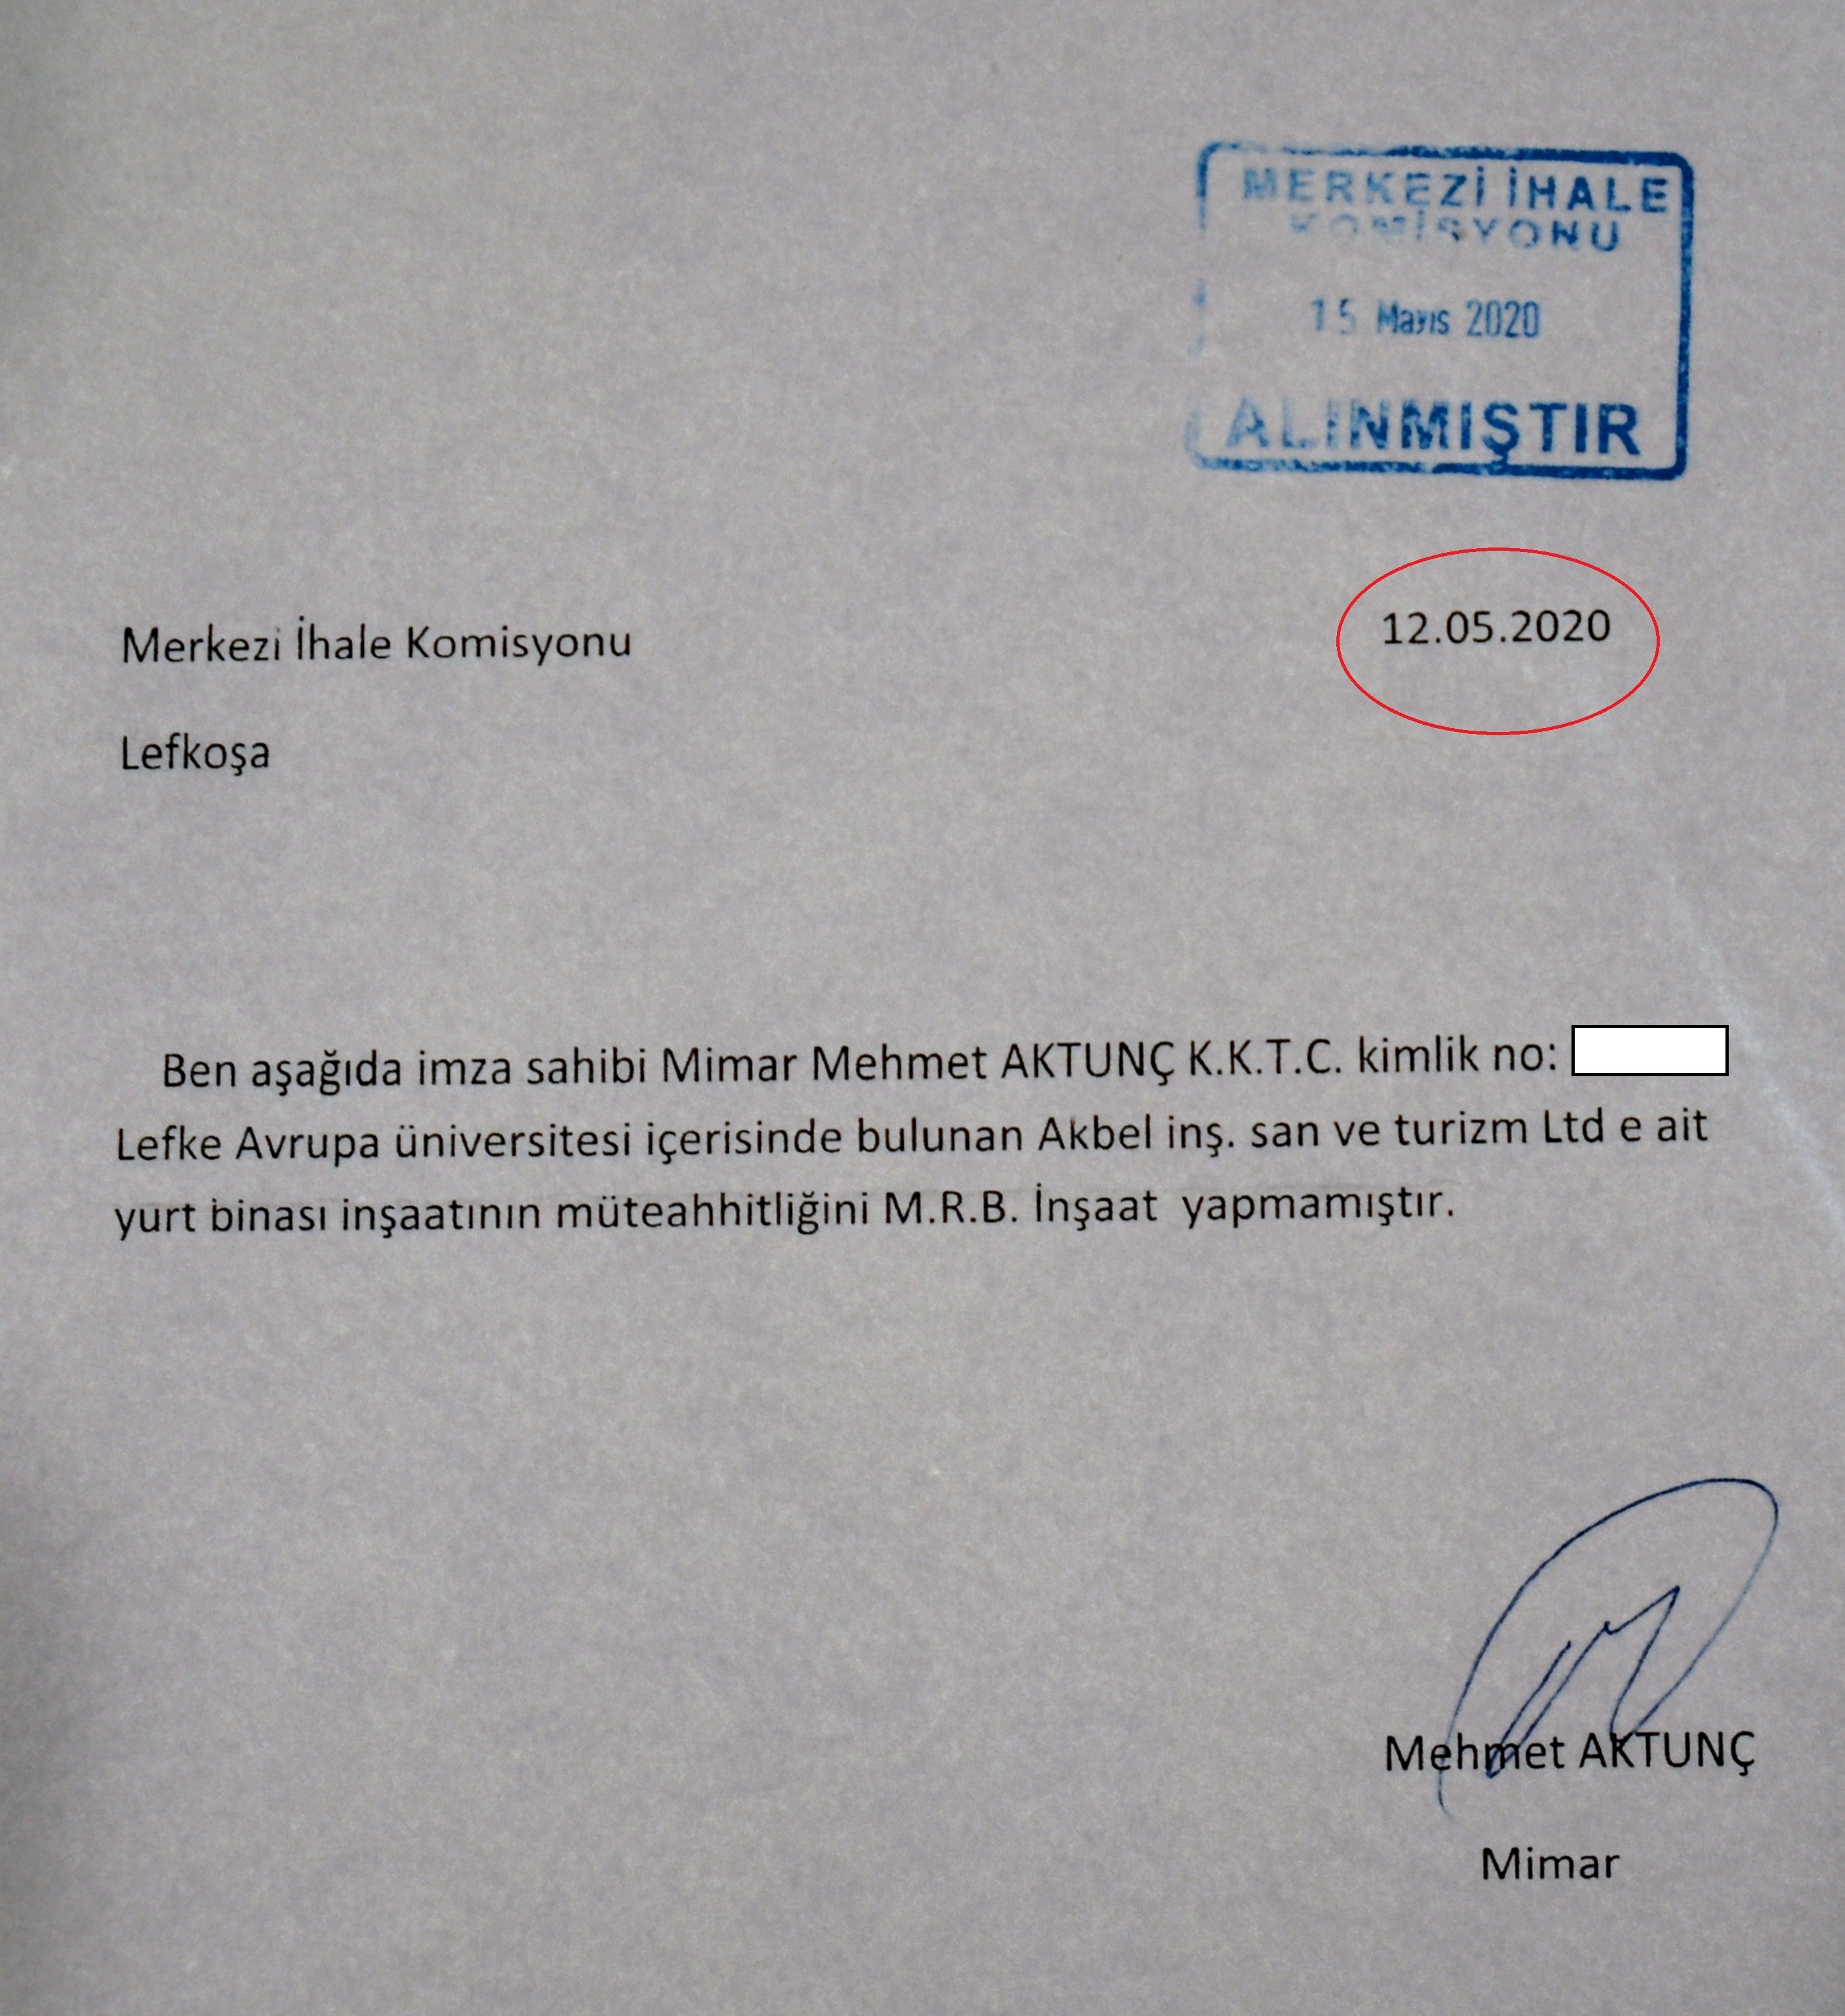 MERKEZİ İHALE
KOMİSYONU
15 Mayıs 2020
ALINMIŞTIR
12.05.2020
Merkezi İhale Komisyonu
Lefkoşa
Ben aşağıda imza sahibi Mimar Mehmet AKTUNÇ K.K.T.C. kimlik no:
Lefke Avrupa üniversitesi içerisinde bulunan Akbel inş. san ve turizm Ltd e ait
yurt binası inşaatının müteahhitliğini M.R.B. İnşaat yapmamıştır.
Mehmet AKTUNÇ
Mimar